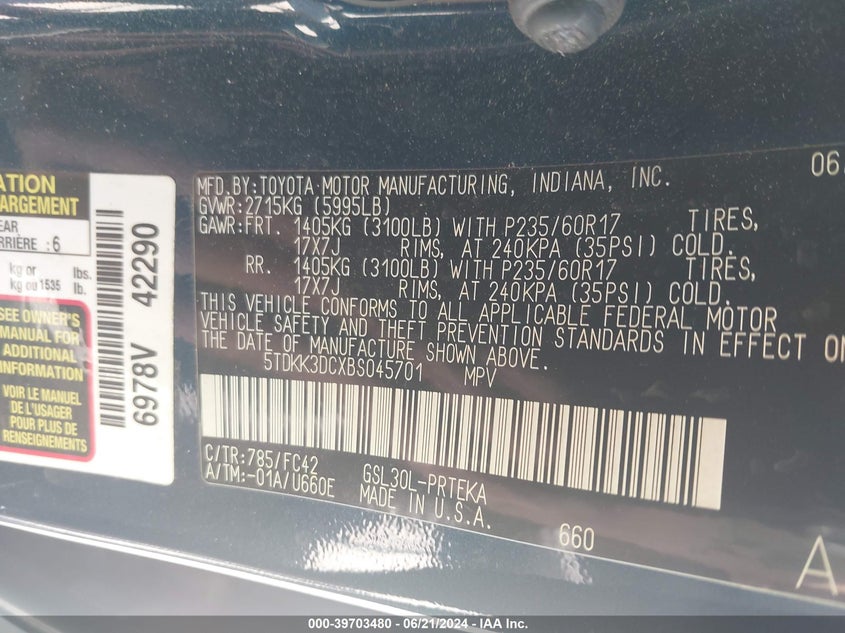 ATION
ARGEMENT
EAR
RRIÈRE :6
kg or lbs.
kg ou 1535 lb.
SEE OWNER'S
MANUAL FOR
ADDITIONAL
INFORMATION
VOIR LE MANUEL
DE L'USAGER
POUR PLUS DE
RENSEIGNEMENTS
6978V 42290
MFD.BY:TOYOTA MOTOR MANUFACTURING, INDIANA, INC. 06
GVWR:2715KG (5995LB)
GAWR:FRT. 1405KG (3100LB) WITH P235/60R17 TIRES,
17X7J RIMS, AT 240KPA (35PSI) COLD.
RR. 1405KG (3100LB) WITH P235/60R17 TIRES,
17X7J RIMS, AT 240KPA (35PSI) COLD.
THIS VEHICLE CONFORMS TO ALL APPLICABLE FEDERAL MOTOR
VEHICLE SAFETY AND THEFT PREVENTION STANDARDS IN EFFECT ON
THE DATE OF MANUFACTURE SHOWN ABOVE.
5TDKK3DCXBS045701 MPV
C/TR:785/FC42 GSL30L-PRTEKA
A/TM:-01A/U660E MADE IN U.S.A.
660
A
000-39703480 - 06/21/2024 - IAA Inc.